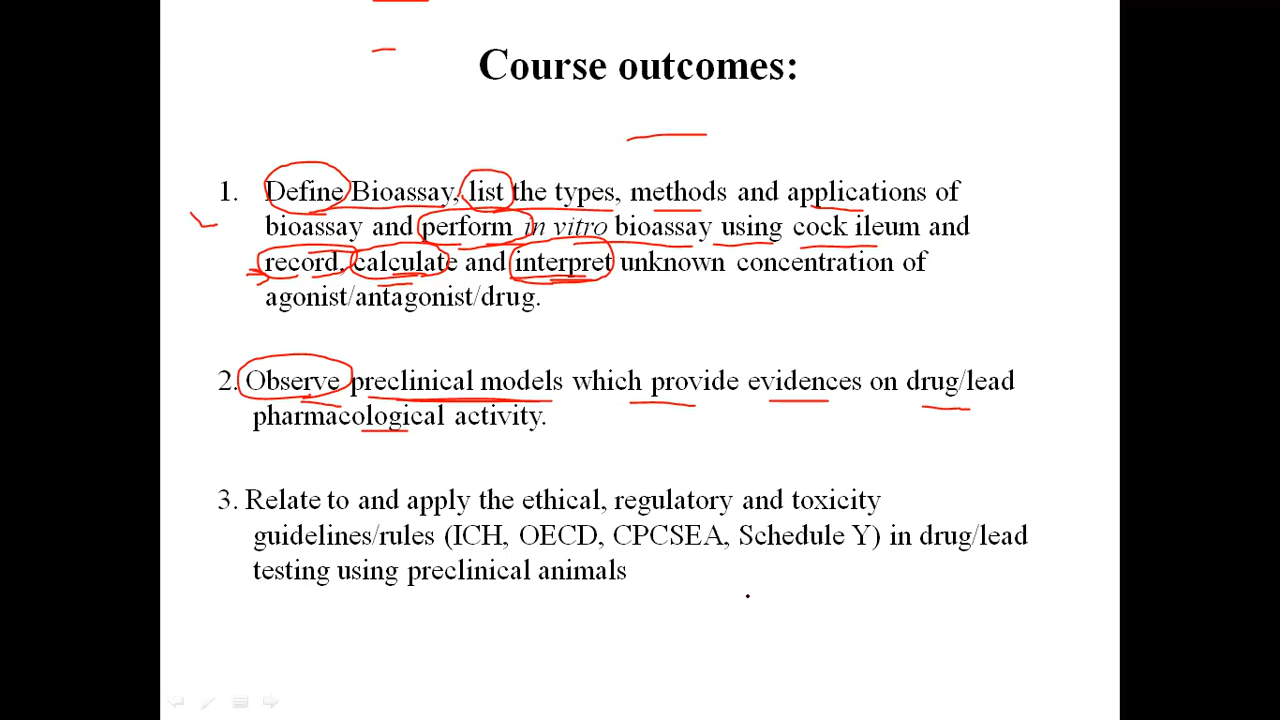 Course outcomes:
1. Define Bioassay, list the types, methods and applications of
bioassay and perform in vitro bioassay using cock ileum and
record, calculate and interpret unknown concentration of
agonist/antagonist/drug.
2. Observe preclinical models which provide evidences on drug/lead
pharmacological activity.
3. Relate to and apply the ethical, regulatory and toxicity
guidelines/rules (ICH, OECD, CPCSEA, Schedule Y) in drug/lead
testing using preclinical animals